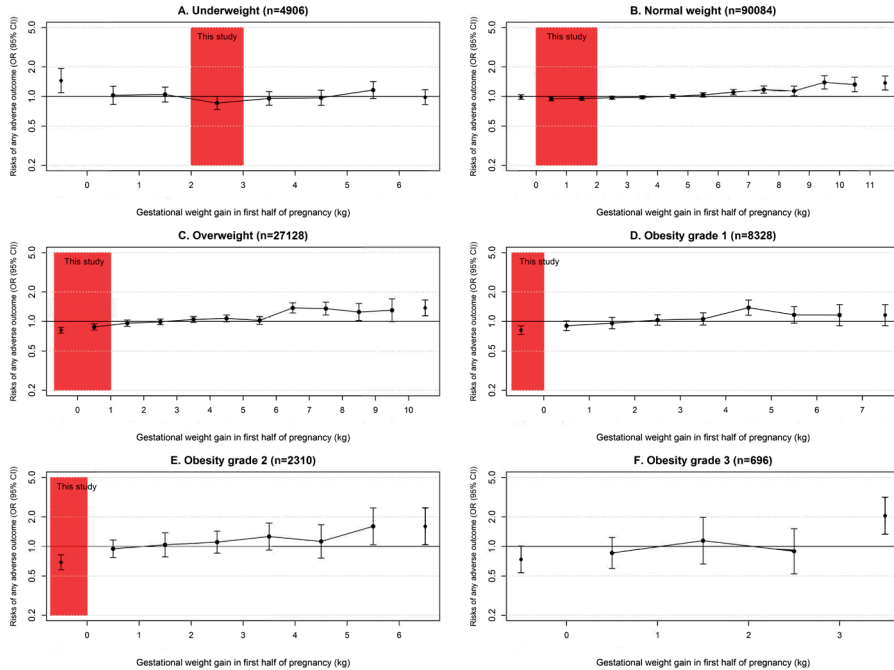 A. Underweight (n=4906)
Risks of any adverse outcome (OR (95% CI))
5.0
2.0
1.0
0.5
0.2
This study
0 1 2 3 4 5 6
Gestational weight gain in first half of pregnancy (kg)
B. Normal weight (n=90084)
Risks of any adverse outcome (OR (95% CI))
5.0
2.0
1.0
0.5
0.2
This study
0 1 2 3 4 5 6 7 8 9 10 11
Gestational weight gain in first half of pregnancy (kg)
C. Overweight (n=27128)
Risks of any adverse outcome (OR (95% CI))
5.0
2.0
1.0
0.5
0.2
This study
0 1 2 3 4 5 6 7 8 9 10
Gestational weight gain in first half of pregnancy (kg)
D. Obesity grade 1 (n=8328)
Risks of any adverse outcome (OR (95% CI))
5.0
2.0
1.0
0.5
0.2
This study
0 1 2 3 4 5 6 7
Gestational weight gain in first half of pregnancy (kg)
E. Obesity grade 2 (n=2310)
Risks of any adverse outcome (OR (95% CI))
5.0
2.0
1.0
0.5
0.2
This study
0 1 2 3 4 5 6
Gestational weight gain in first half of pregnancy (kg)
F. Obesity grade 3 (n=696)
Risks of any adverse outcome (OR (95% CI))
5.0
2.0
1.0
0.5
0.2
0 1 2 3
Gestational weight gain in first half of pregnancy (kg)